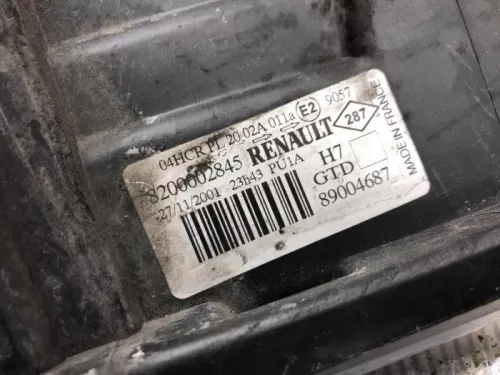 04HCR PL 20 02A 011a E2 9057
8200002845 RENAULT 287
27/11/2001 23h43 PU1A H7
GTD
89004687
MADE IN FRANCE